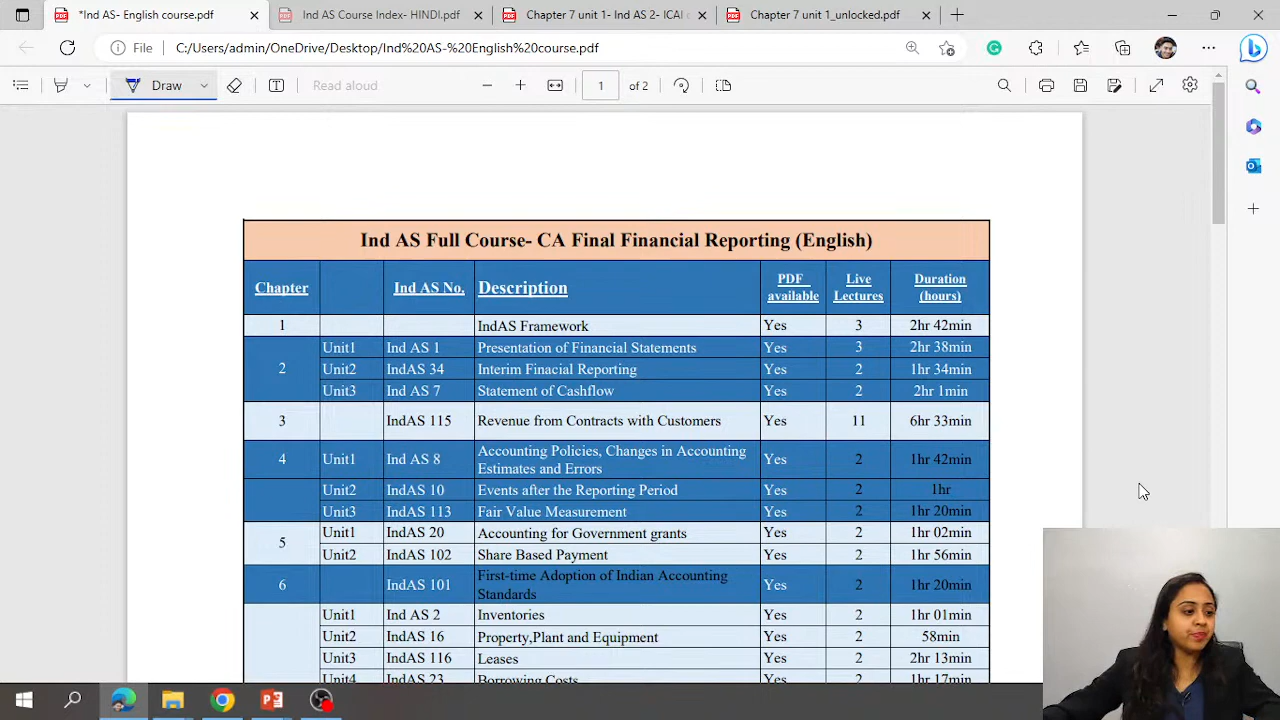 *Ind AS- English course.pdf
Ind AS Course Index- HINDI.pdf
Chapter 7 unit 1- Ind AS 2- ICAI c
Chapter 7 unit 1_unlocked.pdf
File
C:/Users/admin/OneDrive/Desktop/Ind%20AS-%20English%20course.pdf
Draw
Read aloud
1 of 2
Ind AS Full Course- CA Final Financial Reporting (English)
Chapter Ind AS No. Description PDF available Live Lectures Duration (hours)
1 IndAS Framework Yes 3 2hr 42min
2 Unit1 Ind AS 1 Presentation of Financial Statements Yes 3 2hr 38min
Unit2 Ind AS 34 Interim Finacial Reporting Yes 2 1hr 34min
Unit3 Ind AS 7 Statement of Cashflow Yes 2 2hr 1min
3 IndAS 115 Revenue from Contracts with Customers Yes 11 6hr 33min
4 Unit1 Ind AS 8 Accounting Policies, Changes in Accounting Estimates and Errors Yes 2 1hr 42min
Unit2 IndAS 10 Events after the Reporting Period Yes 2 1hr
Unit3 IndAS 113 Fair Value Measurement Yes 2 1hr 20min
5 Unit1 IndAS 20 Accounting for Government grants Yes 2 1hr 02min
Unit2 IndAS 102 Share Based Payment Yes 2 1hr 56min
6 IndAS 101 First-time Adoption of Indian Accounting Standards Yes 2 1hr 20min
Unit1 Ind AS 2 Inventories Yes 2 1hr 01min
Unit2 IndAS 16 Property,Plant and Equipment Yes 2 58min
Unit3 IndAS 116 Leases Yes 2 2hr 13min
Unit4 IndAS 23 Borrowing Costs Yes 2 1hr 17min